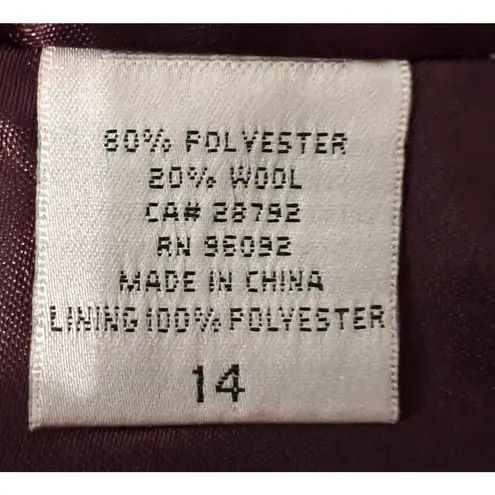 80% POLYESTER
20% WOOL
CA# 28792
RN 96092
MADE IN CHINA
LINING 100% POLYESTER
14